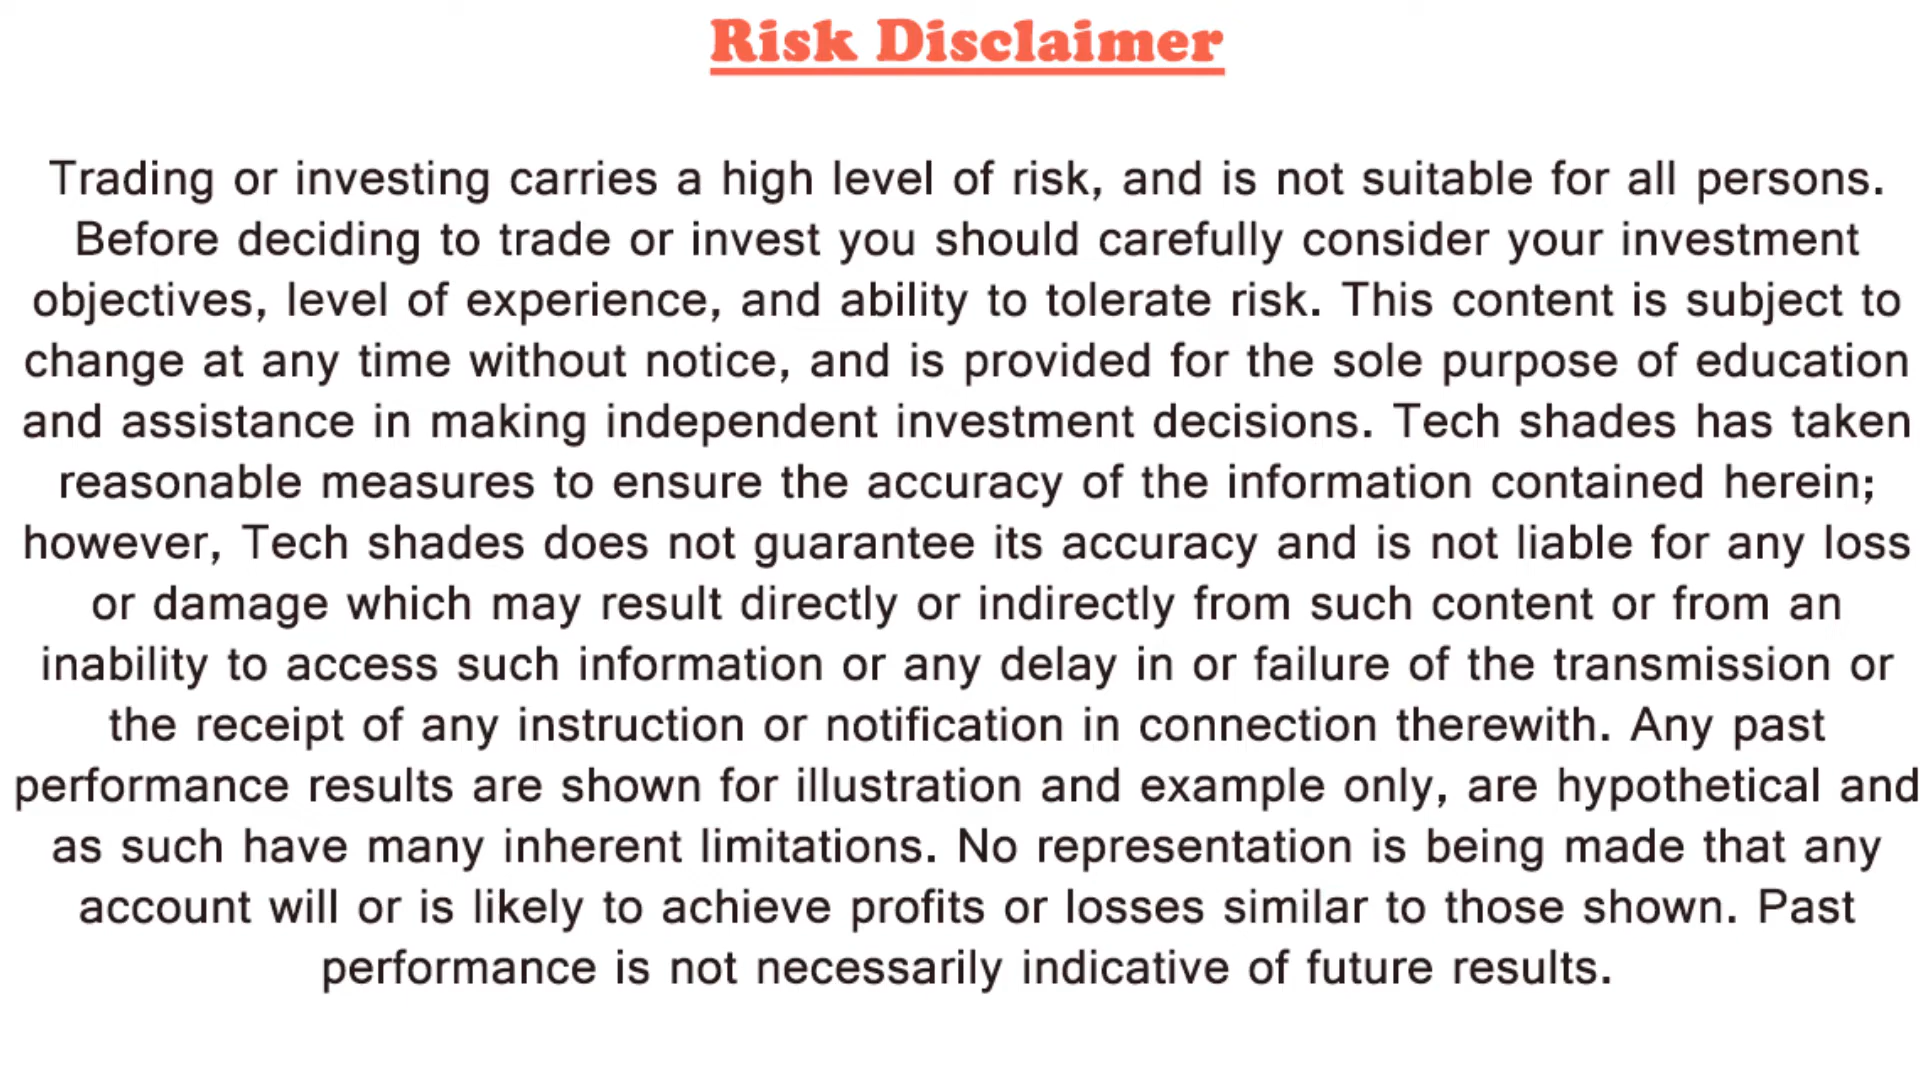 Risk Disclaimer
Trading or investing carries a high level of risk, and is not suitable for all persons.
Before deciding to trade or invest you should carefully consider your investment
objectives, level of experience, and ability to tolerate risk. This content is subject to
change at any time without notice, and is provided for the sole purpose of education
and assistance in making independent investment decisions. Tech shades has taken
reasonable measures to ensure the accuracy of the information contained herein;
however, Tech shades does not guarantee its accuracy and is not liable for any loss
or damage which may result directly or indirectly from such content or from an
inability to access such information or any delay in or failure of the transmission or
the receipt of any instruction or notification in connection therewith. Any past
performance results are shown for illustration and example only, are hypothetical and
as such have many inherent limitations. No representation is being made that any
account will or is likely to achieve profits or losses similar to those shown. Past
performance is not necessarily indicative of future results.